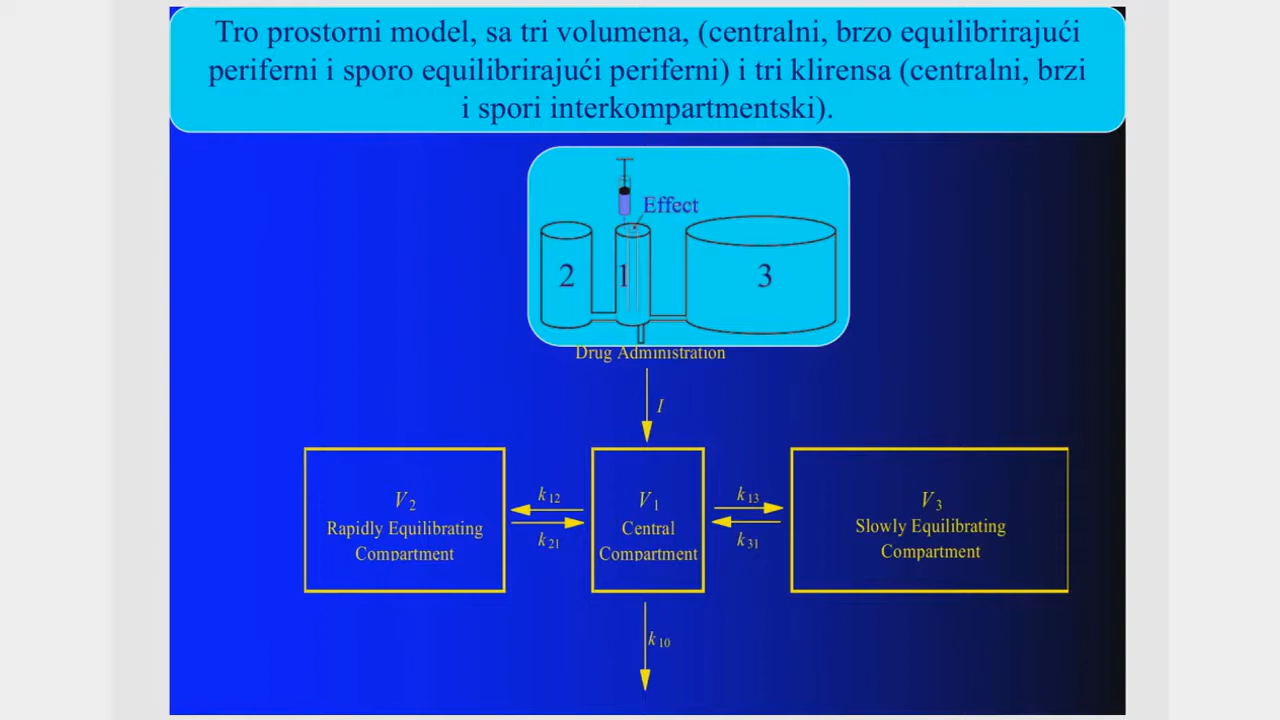 Tro prostorni model, sa tri volumena, (centralni, brzo equilibrirajući
periferni i sporo equilibrirajući periferni) i tri klirensa (centralni, brzi
i spori interkompartmentski).
Effect
2
1
3
Drug Administration
I
V2
Rapidly Equilibrating
Compartment
k12
k21
V1
Central
Compartment
k13
k31
V3
Slowly Equilibrating
Compartment
k10